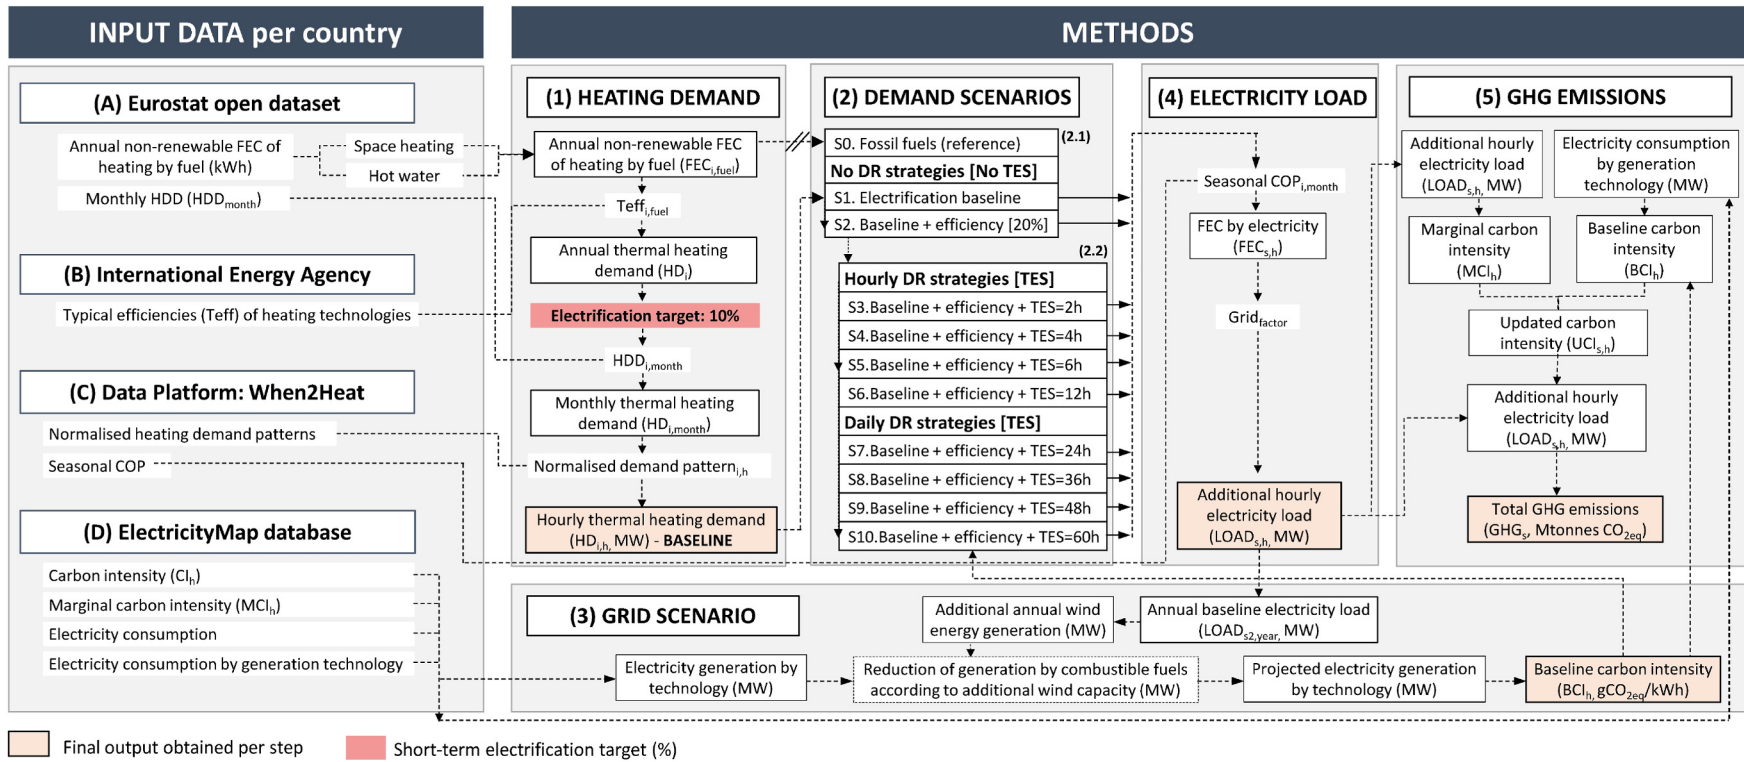 INPUT DATA per country
METHODS
(A) Eurostat open dataset
Annual non-renewable FEC of
heating by fuel (kWh)
Space heating
Hot water
Monthly HDD (HDDmonth)
(B) International Energy Agency
Typical efficiencies (Teff) of heating technologies
(C) Data Platform: When2Heat
Normalised heating demand patterns
Seasonal COP
(D) ElectricityMap database
Carbon intensity (CIh)
Marginal carbon intensity (MCIh)
Electricity consumption
Electricity consumption by generation technology
(1) HEATING DEMAND
Annual non-renewable FEC
of heating by fuel (FECi,fuel)
Teffi,fuel
Annual thermal heating
demand (HDi)
Electrification target: 10%
HDDi,month
Monthly thermal heating
demand (HDi,month)
Normalised demand patterni,h
Hourly thermal heating demand
(HDi,h, MW) - BASELINE
(2) DEMAND SCENARIOS
(2.1)
S0. Fossil fuels (reference)
No DR strategies [No TES]
S1. Electrification baseline
S2. Baseline + efficiency [20%]
(2.2)
Hourly DR strategies [TES]
S3.Baseline + efficiency + TES=2h
S4.Baseline + efficiency + TES=4h
S5.Baseline + efficiency + TES=6h
S6.Baseline + efficiency + TES=12h
Daily DR strategies [TES]
S7.Baseline + efficiency + TES=24h
S8.Baseline + efficiency + TES=36h
S9.Baseline + efficiency + TES=48h
S10.Baseline + efficiency + TES=60h
(4) ELECTRICITY LOAD
Seasonal COPi,month
FEC by electricity
(FECs,h)
Gridfactor
Additional hourly
electricity load
(LOADs,h, MW)
(5) GHG EMISSIONS
Additional hourly
electricity load
(LOADs,h, MW)
Electricity consumption
by generation
technology (MW)
Marginal carbon
intensity
(MCIh)
Baseline carbon
intensity
(BCIh)
Updated carbon
intensity (UCIs,h)
Additional hourly
electricity load
(LOADs,h, MW)
Total GHG emissions
(GHGs, Mtonnes CO2eq)
(3) GRID SCENARIO
Additional annual wind
energy generation (MW)
Annual baseline electricity load
(LOADs2,year, MW)
Electricity generation by
technology (MW)
Reduction of generation by combustible fuels
according to additional wind capacity (MW)
Projected electricity generation
by technology (MW)
Baseline carbon intensity
(BCIh, gCO2eq/kWh)
Final output obtained per step
Short-term electrification target (%)